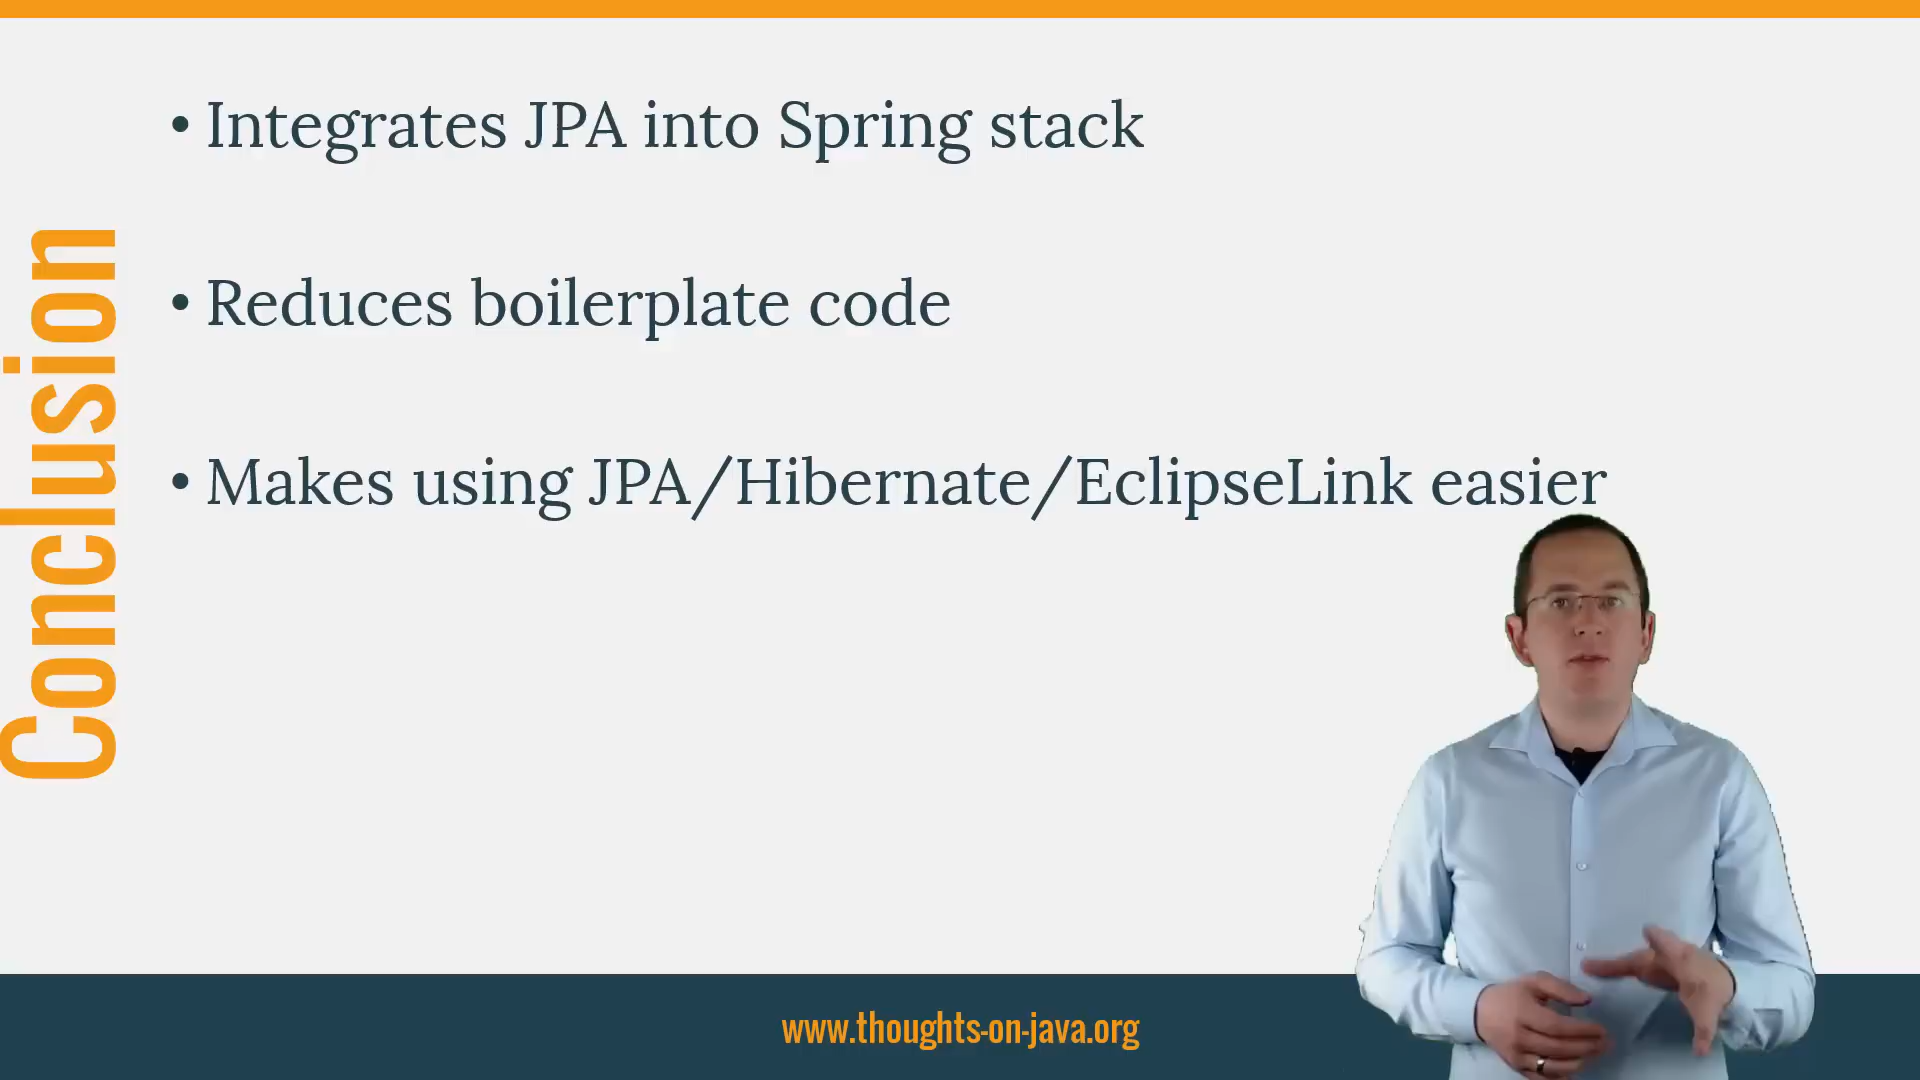 Conclusion
• Integrates JPA into Spring stack
• Reduces boilerplate code
• Makes using JPA/Hibernate/EclipseLink easier
www.thoughts-on-java.org